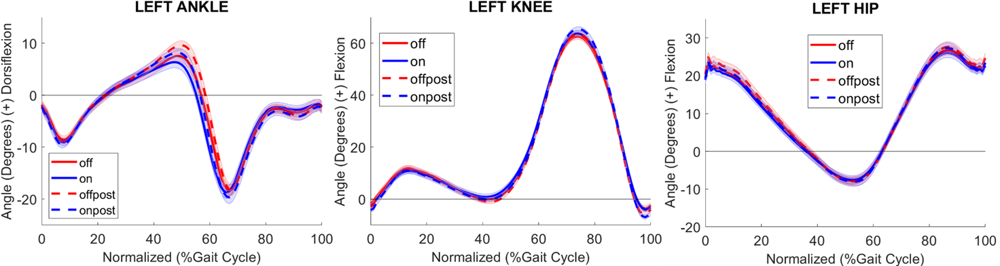 LEFT ANKLE
Angle (Degrees) (+) Dorsiflexion
10
0
-10
-20
off
on
offpost
onpost
0
20
40
60
80
100
Normalized (%Gait Cycle)
LEFT KNEE
Angle (Degrees) (+) Flexion
60
40
20
0
off
on
offpost
onpost
0
20
40
60
80
100
Normalized (%Gait Cycle)
LEFT HIP
Angle (Degrees) (+) Flexion
30
20
10
0
-10
-20
off
on
offpost
onpost
0
20
40
60
80
100
Normalized (%Gait Cycle)